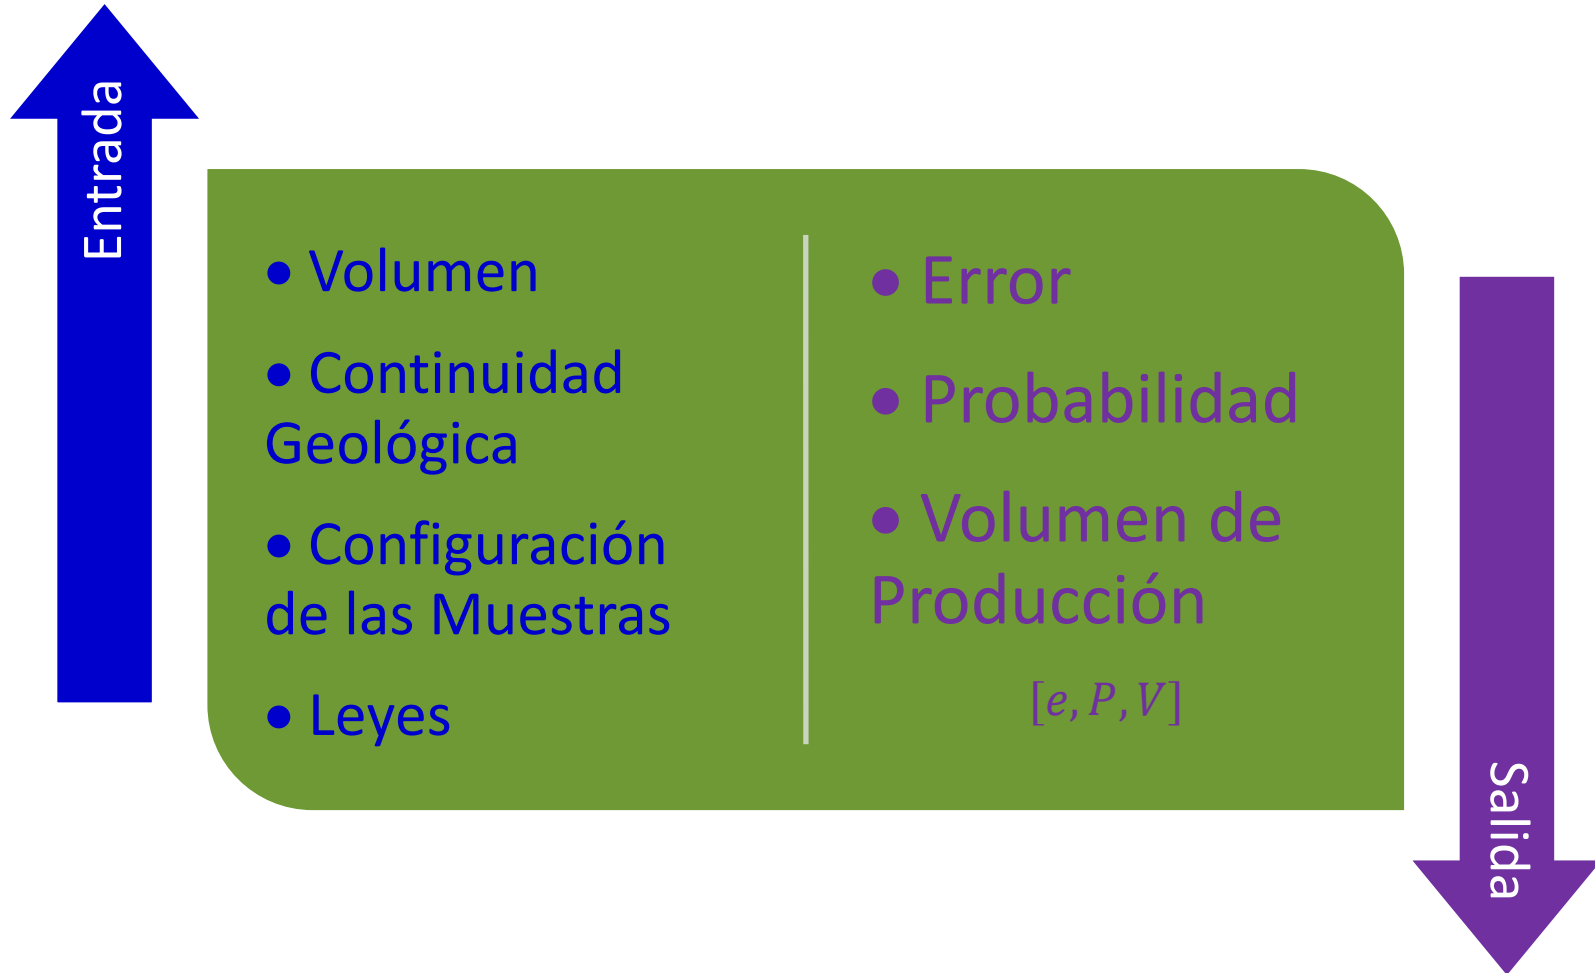 Entrada
• Volumen
• Continuidad
Geológica
• Configuración
de las Muestras
• Leyes
• Error
• Probabilidad
• Volumen de
Producción
[e, P, V]
Salida